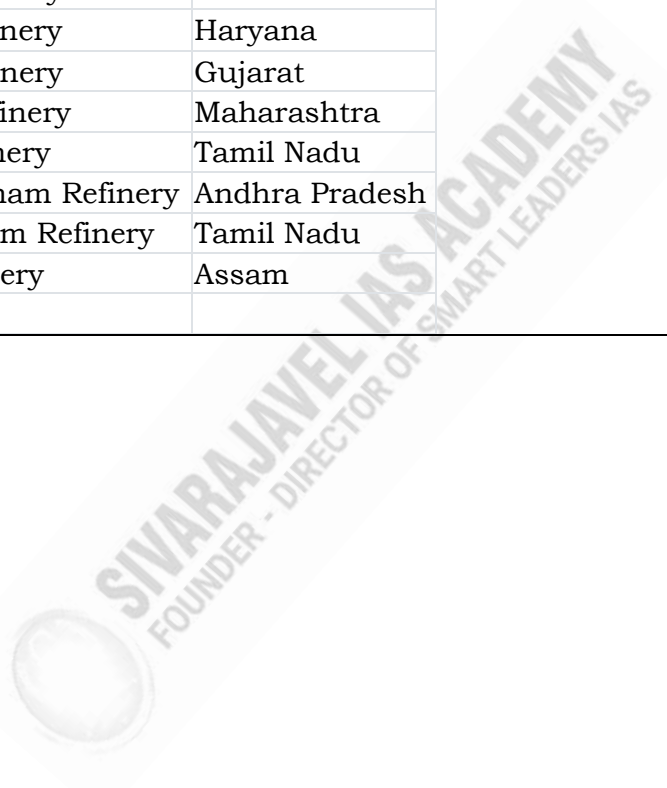 nery Haryana
nery Gujarat
inery Maharashtra
nery Tamil Nadu
nam Refinery Andhra Pradesh
m Refinery Tamil Nadu
ery Assam
SIVARAJAVEL IAS ACADEMY
FOUNDER - DIRECTOR OF SMART LEADERS IAS